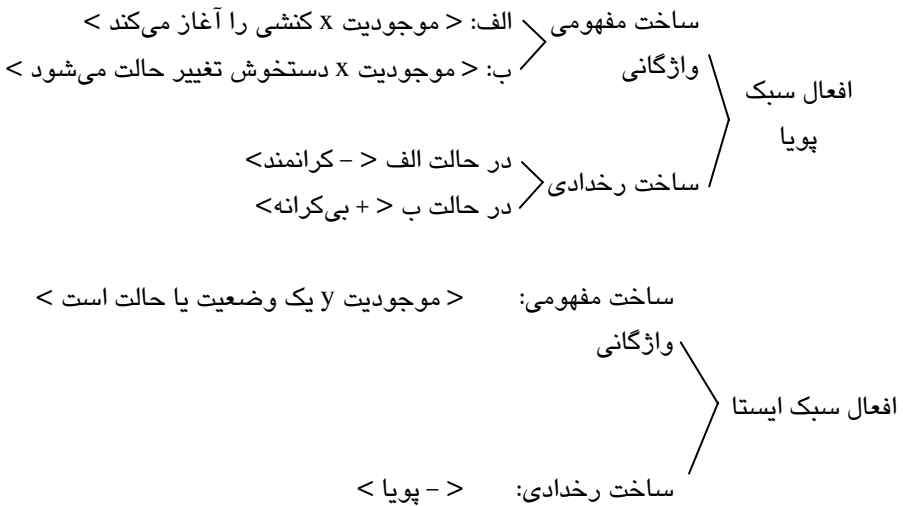 ساخت مفهومی الف: < موجودیت x کنشی را آغاز می‌کند >
واژگانی ب: < موجودیت x دستخوش تغییر حالت می‌شود >
افعال سبک
پویا
در حالت الف < – کرانمند>
ساخت رخدادی
در حالت ب < + بی‌کرانه>
ساخت مفهومی: < موجودیت y یک وضعیت یا حالت است >
واژگانی
افعال سبک ایستا
ساخت رخدادی: < – پویا >